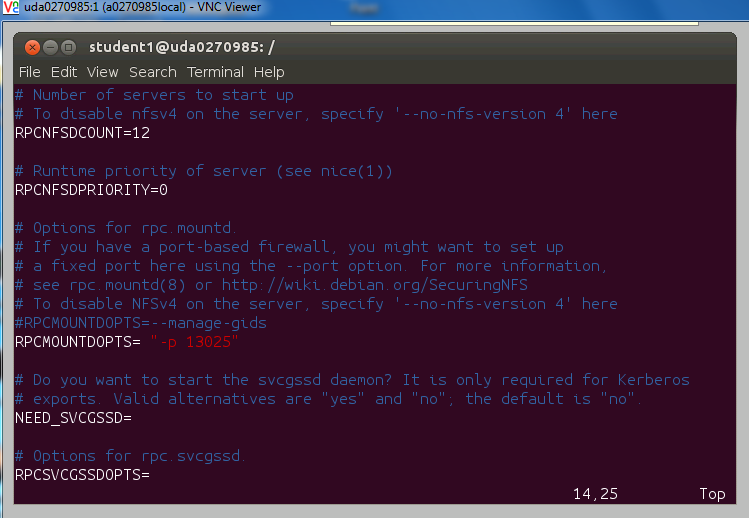 uda0270985:1 (a0270985local) - VNC Viewer
student1@uda0270985: /
File Edit View Search Terminal Help
# Number of servers to start up
# To disable nfsv4 on the server, specify '--no-nfs-version 4' here
RPCNFSDCOUNT=12
# Runtime priority of server (see nice(1))
RPCNFSDPRIORITY=0
# Options for rpc.mountd.
# If you have a port-based firewall, you might want to set up
# a fixed port here using the --port option. For more information,
# see rpc.mountd(8) or http://wiki.debian.org/SecuringNFS
# To disable NFSv4 on the server, specify '--no-nfs-version 4' here
#RPCMOUNTDOPTS=--manage-gids
RPCMOUNTDOPTS= "-p 13025"
# Do you want to start the svcgssd daemon? It is only required for Kerberos
# exports. Valid alternatives are "yes" and "no"; the default is "no".
NEED_SVCGSSD=
# Options for rpc.svcgssd.
RPCSVCGSSDOPTS=
14,25 Top